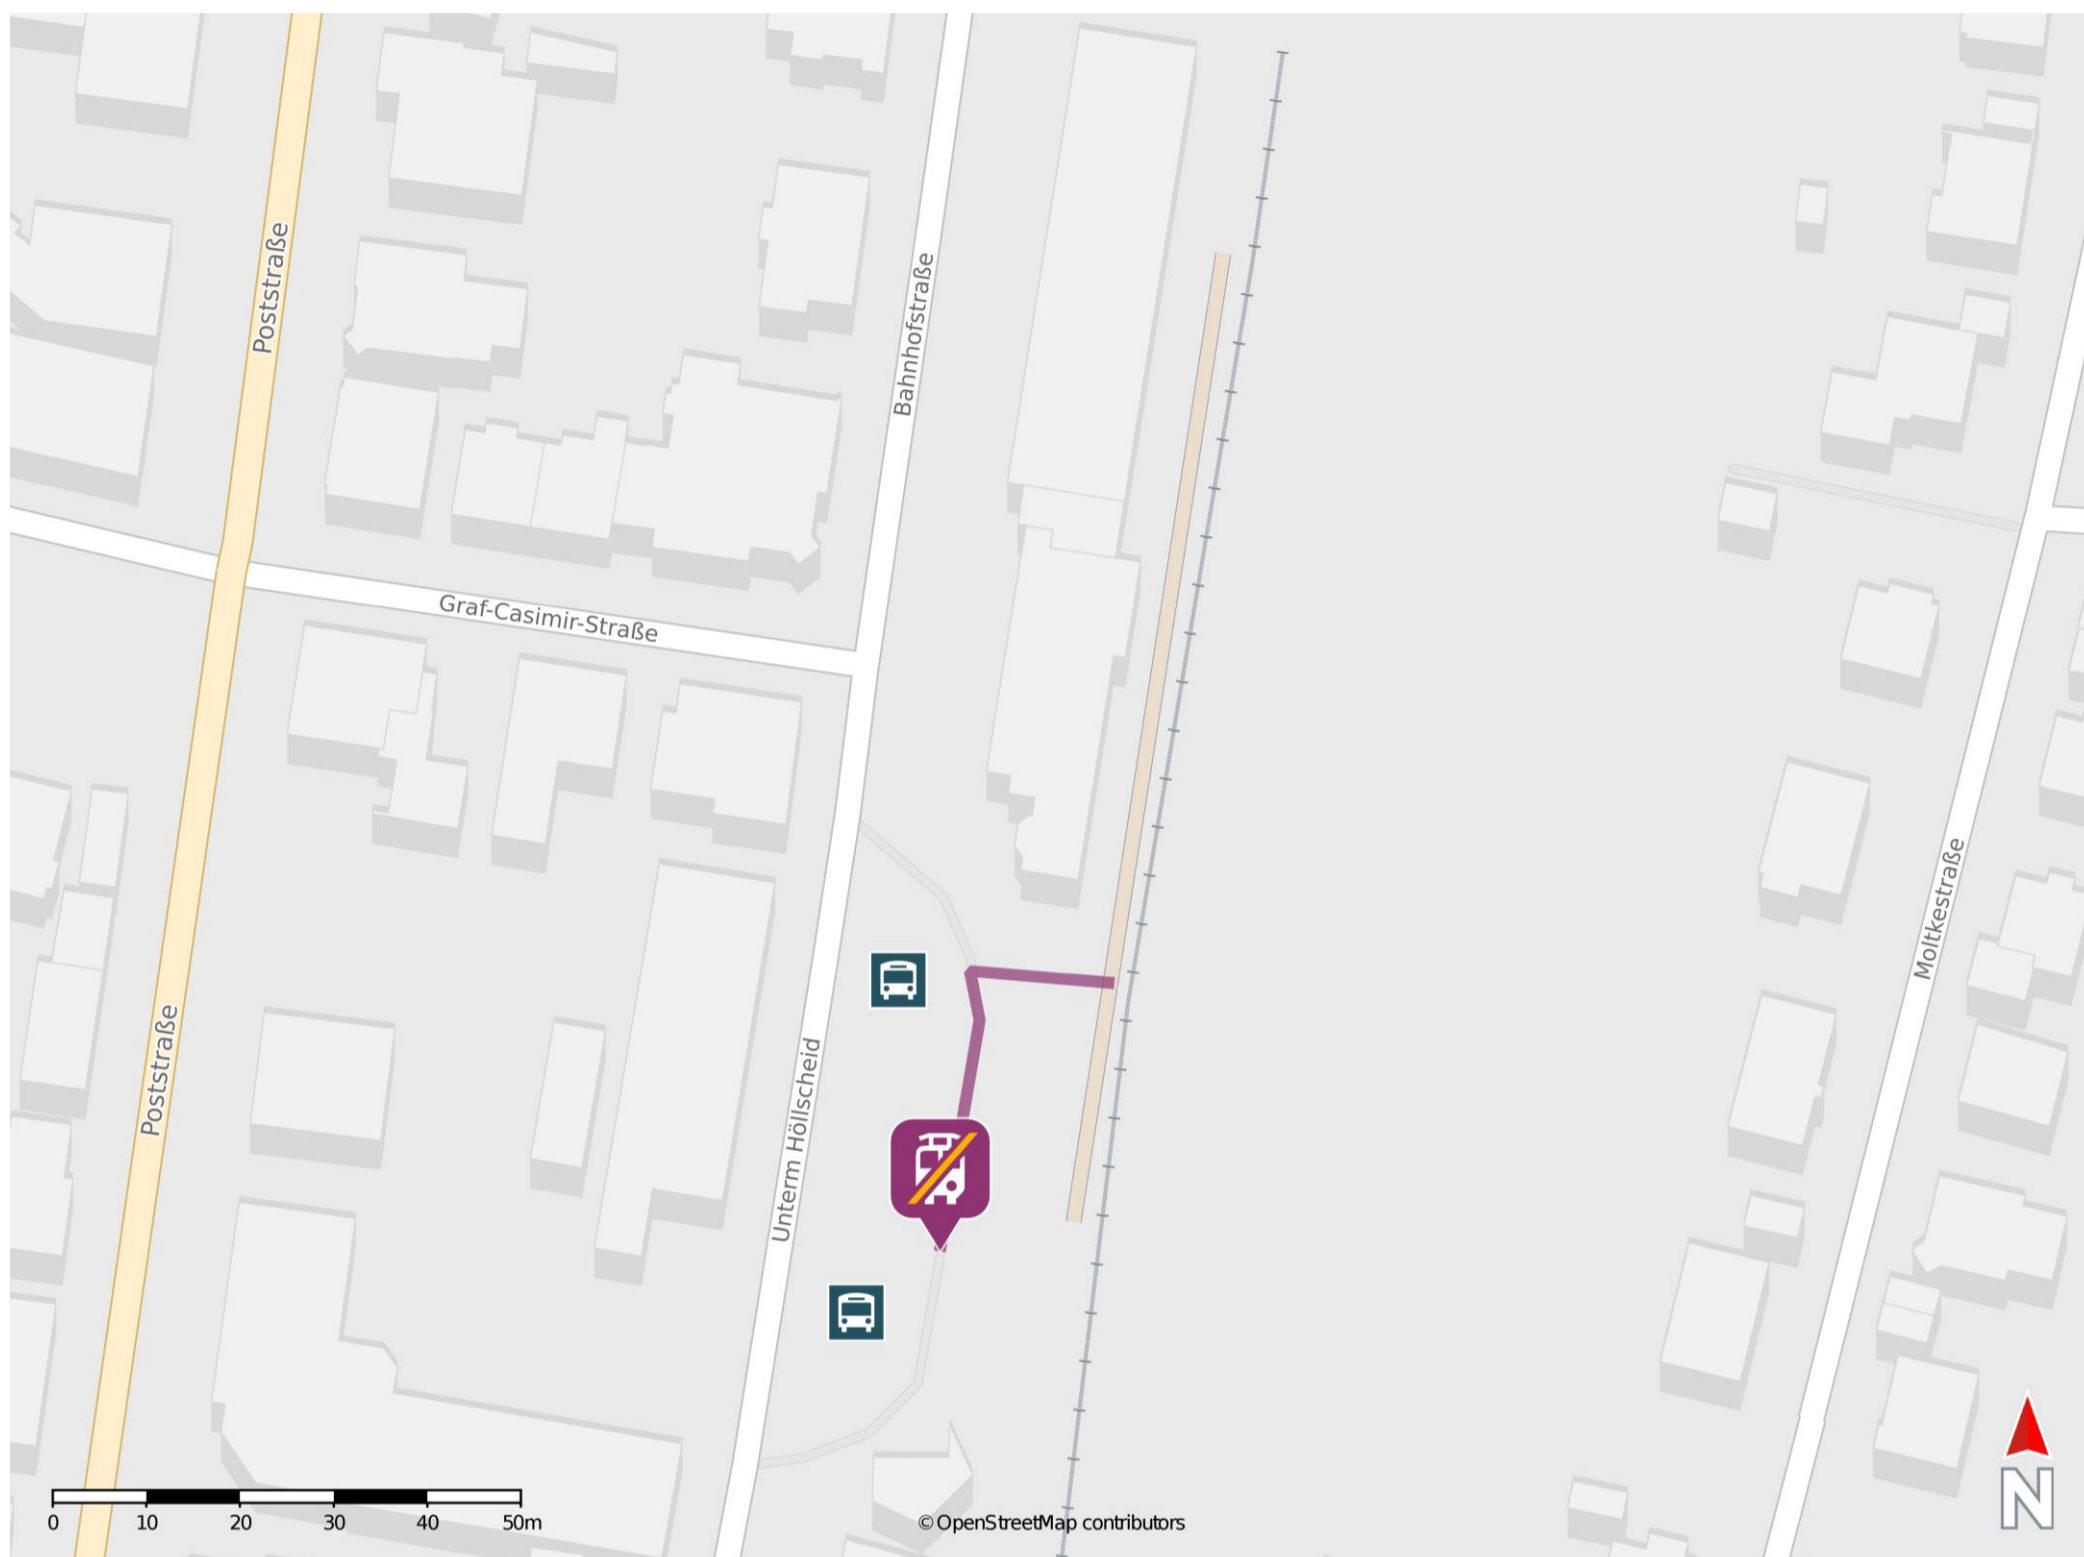 Poststraße
Bahnhofstraße
Graf-Casimir-Straße
Moltkestraße
Poststraße
Unterm Höllscheid
0 10 20 30 40 50m
© OpenStreetMap contributors
N